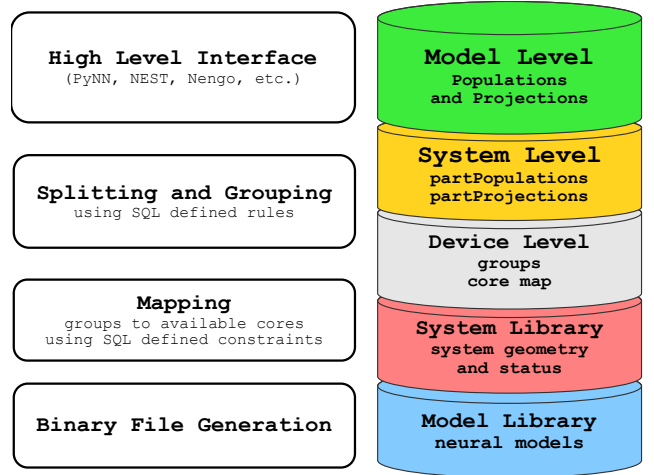 High Level Interface
(PyNN, NEST, Nengo, etc.)
Splitting and Grouping
using SQL defined rules
Mapping
groups to available cores
using SQL defined constraints
Binary File Generation
Model Level
Populations
and Projections
System Level
partPopulations
partProjections
Device Level
groups
core map
System Library
system geometry
and status
Model Library
neural models